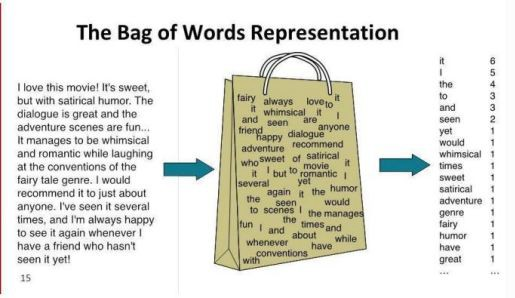 The Bag of Words Representation
I love this movie! It's sweet,
but with satirical humor. The
dialogue is great and the
adventure scenes are fun...
It manages to be whimsical
and romantic while laughing
at the conventions of the
fairy tale genre. I would
recommend it to just about
anyone. I've seen it several
times, and I'm always happy
to see it again whenever I
have a friend who hasn't
seen it yet!
15
fairy always love to it
it whimsical it I
and seen are anyone
friend happy dialogue
adventure recommend
who sweet of satirical it
it I but to romantic I
several yet
again it the humor
the seen would
to scenes I the manages
fun the times and
I and about while
whenever have
conventions
with
it 6
I 5
the 4
to 3
and 3
seen 2
yet 1
would 1
whimsical 1
times 1
sweet 1
satirical 1
adventure 1
genre 1
fairy 1
humor 1
have 1
great 1
... ...